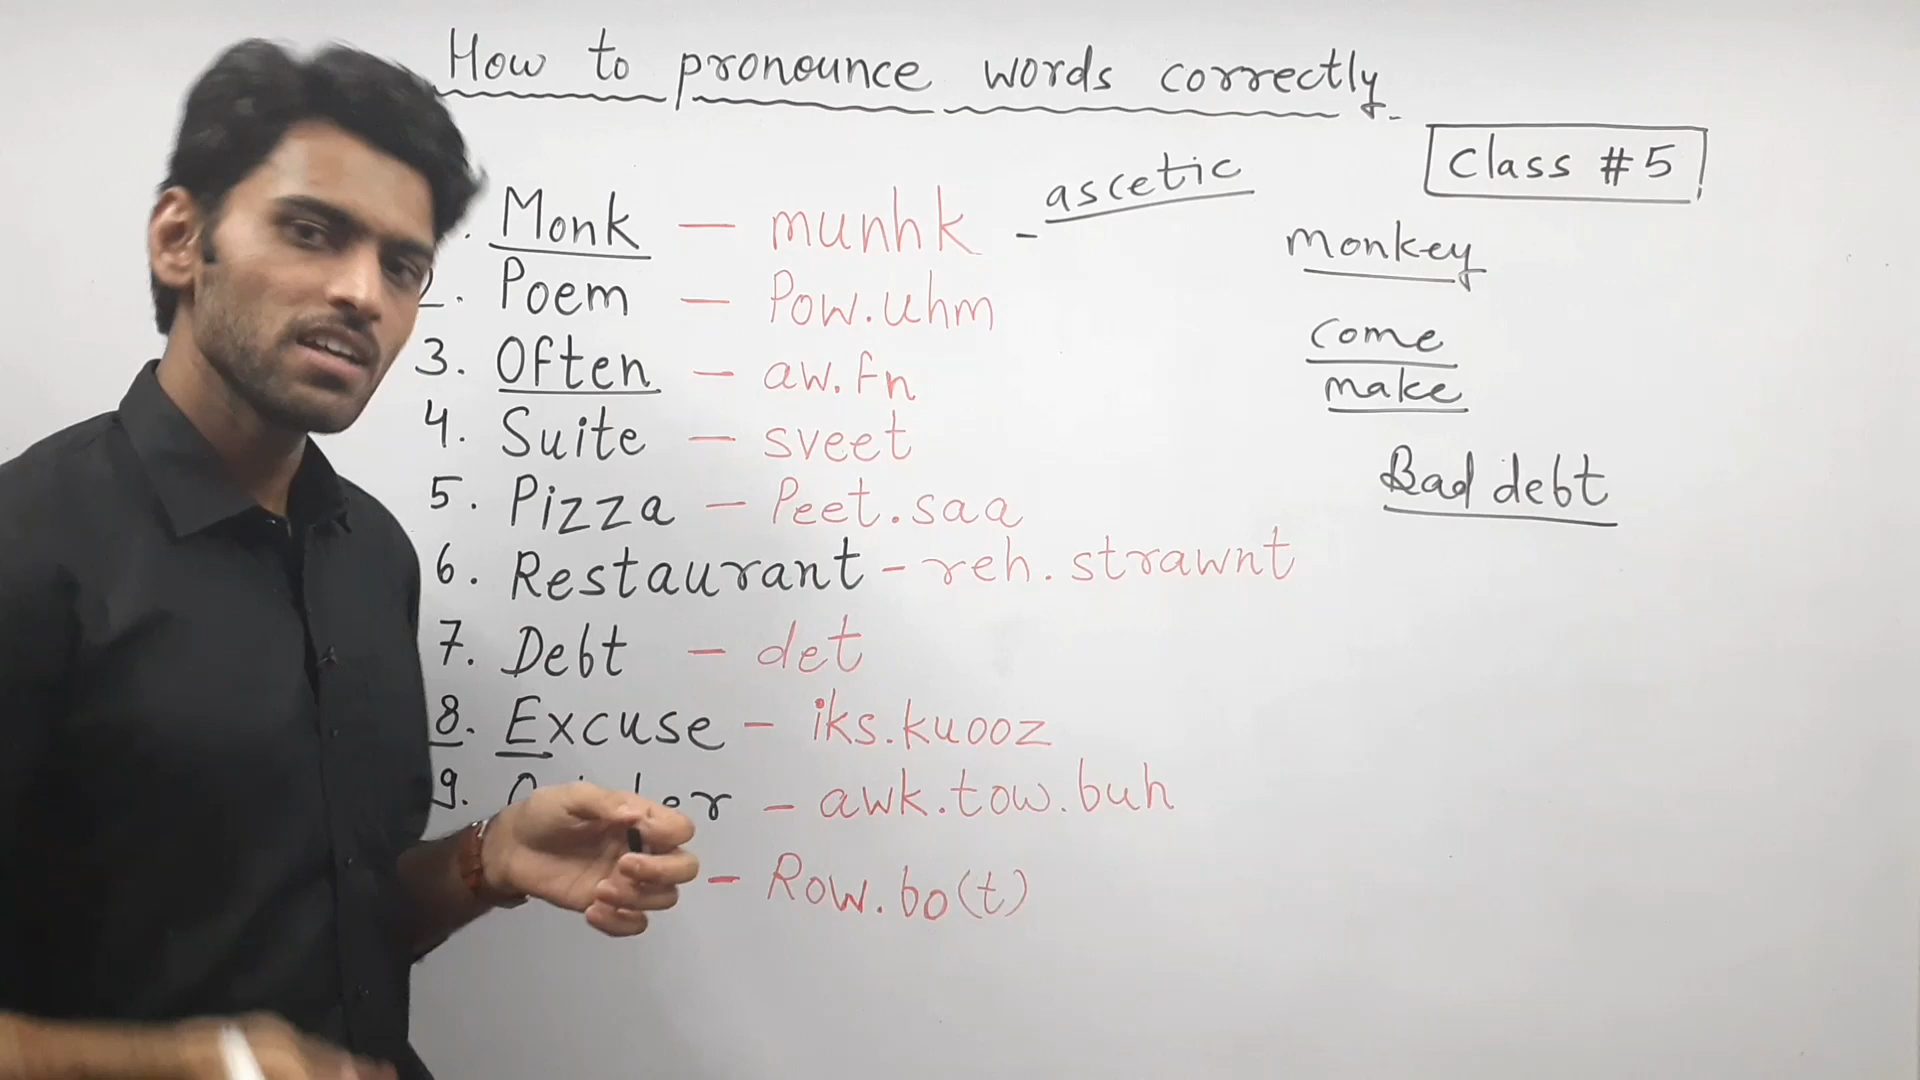 How to pronounce words correctly
Class #5
. Monk - munhk - ascetic
monkey
2. Poem - Pow.uhm
3. Often - aw.fn
come
make
4. Suite - sveet
Bad debt
5. Pizza - Peet.saa
6. Restaurant - reh.strawnt
7. Debt - det
8. Excuse - iks.kuooz
9. - awk.tow.buh
- Row.bo(t)